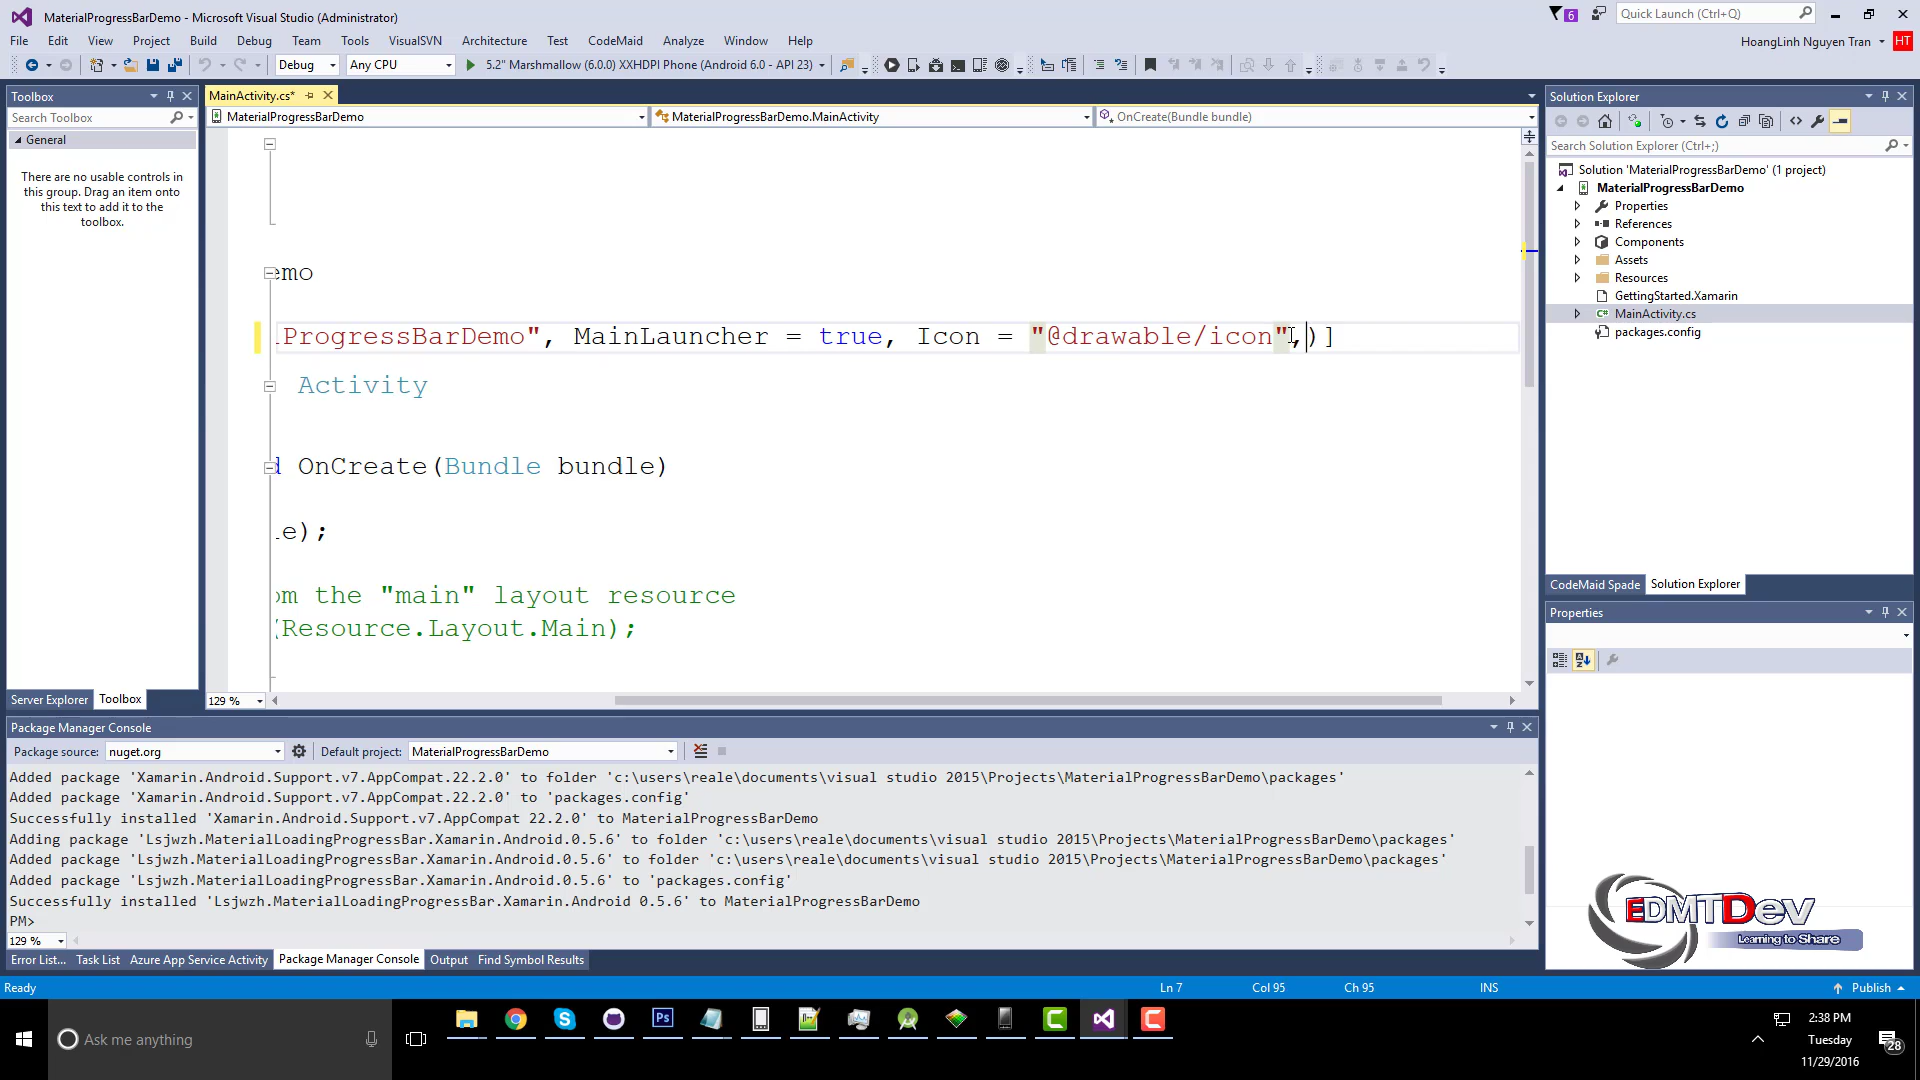 MaterialProgressBarDemo - Microsoft Visual Studio (Administrator)
6
Quick Launch (Ctrl+Q)
File Edit View Project Build Debug Team Tools VisualSVN Architecture Test CodeMaid Analyze Window Help
HoangLinh Nguyen Tran
HT
Debug
Any CPU
5.2" Marshmallow (6.0.0) XXHDPI Phone (Android 6.0 - API 23)
Toolbox
Search Toolbox
General
There are no usable controls in
this group. Drag an item onto
this text to add it to the
toolbox.
Server Explorer
Toolbox
MainActivity.cs*
MaterialProgressBarDemo
MaterialProgressBarDemo.MainActivity
OnCreate(Bundle bundle)
emo
ProgressBarDemo", MainLauncher = true, Icon = "@drawable/icon",)]
Activity
OnCreate(Bundle bundle)
le);
om the "main" layout resource
(Resource.Layout.Main);
129 %
Solution Explorer
Search Solution Explorer (Ctrl+;)
Solution 'MaterialProgressBarDemo' (1 project)
MaterialProgressBarDemo
Properties
References
Components
Assets
Resources
GettingStarted.Xamarin
MainActivity.cs
packages.config
CodeMaid Spade
Solution Explorer
Properties
Package Manager Console
Package source: nuget.org
Default project: MaterialProgressBarDemo
Added package 'Xamarin.Android.Support.v7.AppCompat.22.2.0' to folder 'c:\users\reale\documents\visual studio 2015\Projects\MaterialProgressBarDemo\packages'
Added package 'Xamarin.Android.Support.v7.AppCompat.22.2.0' to 'packages.config'
Successfully installed 'Xamarin.Android.Support.v7.AppCompat 22.2.0' to MaterialProgressBarDemo
Adding package 'Lsjwzh.MaterialLoadingProgressBar.Xamarin.Android.0.5.6' to folder 'c:\users\reale\documents\visual studio 2015\Projects\MaterialProgressBarDemo\packages'
Added package 'Lsjwzh.MaterialLoadingProgressBar.Xamarin.Android.0.5.6' to folder 'c:\users\reale\documents\visual studio 2015\Projects\MaterialProgressBarDemo\packages'
Added package 'Lsjwzh.MaterialLoadingProgressBar.Xamarin.Android.0.5.6' to 'packages.config'
Successfully installed 'Lsjwzh.MaterialLoadingProgressBar.Xamarin.Android 0.5.6' to MaterialProgressBarDemo
PM>
129 %
Error List...
Task List
Azure App Service Activity
Package Manager Console
Output
Find Symbol Results
EDMTDev
Learning to Share
Ready
Ln 7
Col 95
Ch 95
INS
Publish
Ask me anything
Ps
2:38 PM
Tuesday
11/29/2016
28